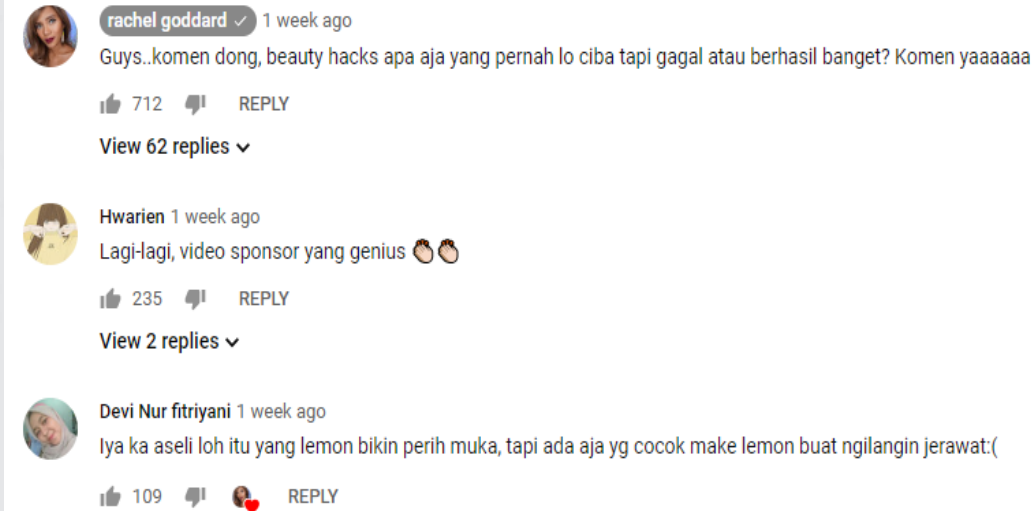 rachel goddard 1 week ago
Guys..komen dong, beauty hacks apa aja yang pernah lo ciba tapi gagal atau berhasil banget? Komen yaaaaaa
712 REPLY
View 62 replies
Hwarien 1 week ago
Lagi-lagi, video sponsor yang genius 👏👏
235 REPLY
View 2 replies
Devi Nur fitriyani 1 week ago
Iya ka aseli loh itu yang lemon bikin perih muka, tapi ada aja yg cocok make lemon buat ngilangin jerawat:(
109 REPLY